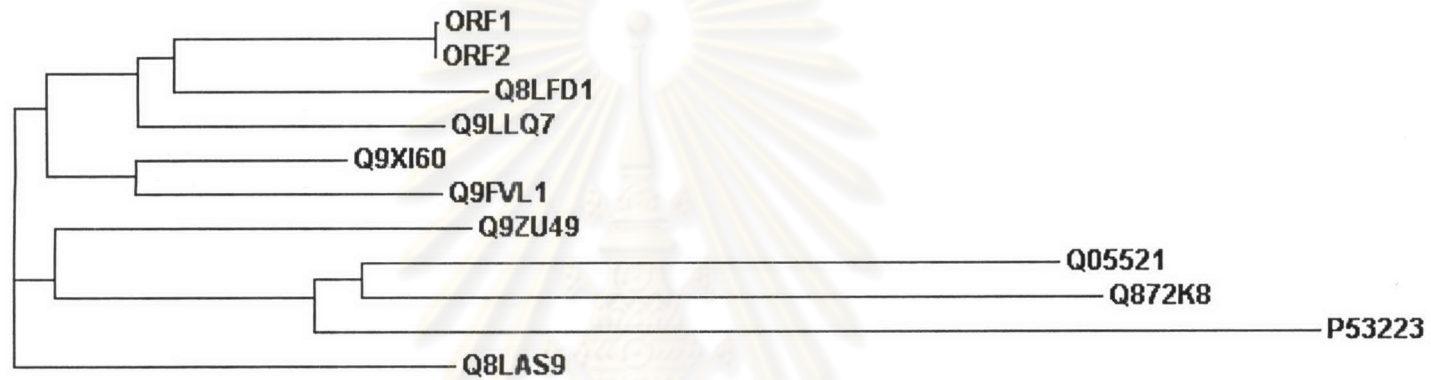 ORF1
ORF2
Q8LFD1
Q9LLQ7
Q9XI60
Q9FVL1
Q9ZU49
Q05521
Q872K8
P53223
Q8LAS9